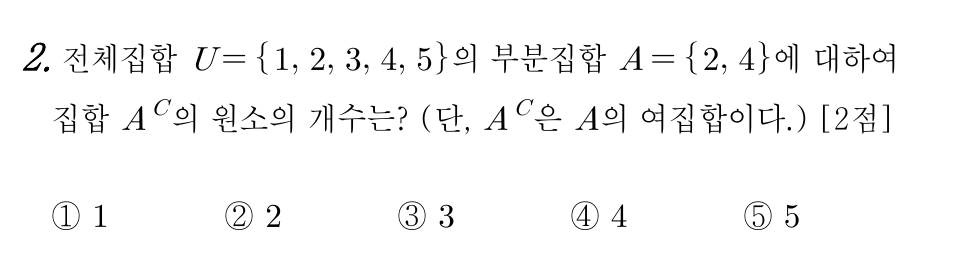 2. 전체집합 U={1, 2, 3, 4, 5}의 부분집합 A={2, 4}에 대하여
집합 A^C의 원소의 개수는? (단, A^C은 A의 여집합이다.) [2점]
① 1 ② 2 ③ 3 ④ 4 ⑤ 5